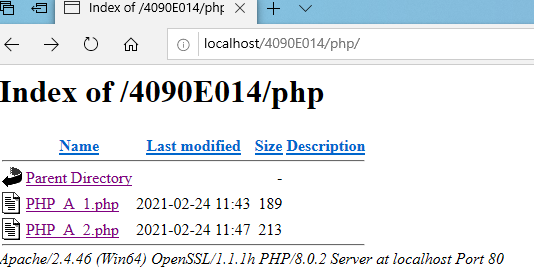 Index of /4090E014/php
localhost/4090E014/php/
Index of /4090E014/php
Name Last modified Size Description
Parent Directory -
PHP_A_1.php 2021-02-24 11:43 189
PHP_A_2.php 2021-02-24 11:47 213
Apache/2.4.46 (Win64) OpenSSL/1.1.1h PHP/8.0.2 Server at localhost Port 80